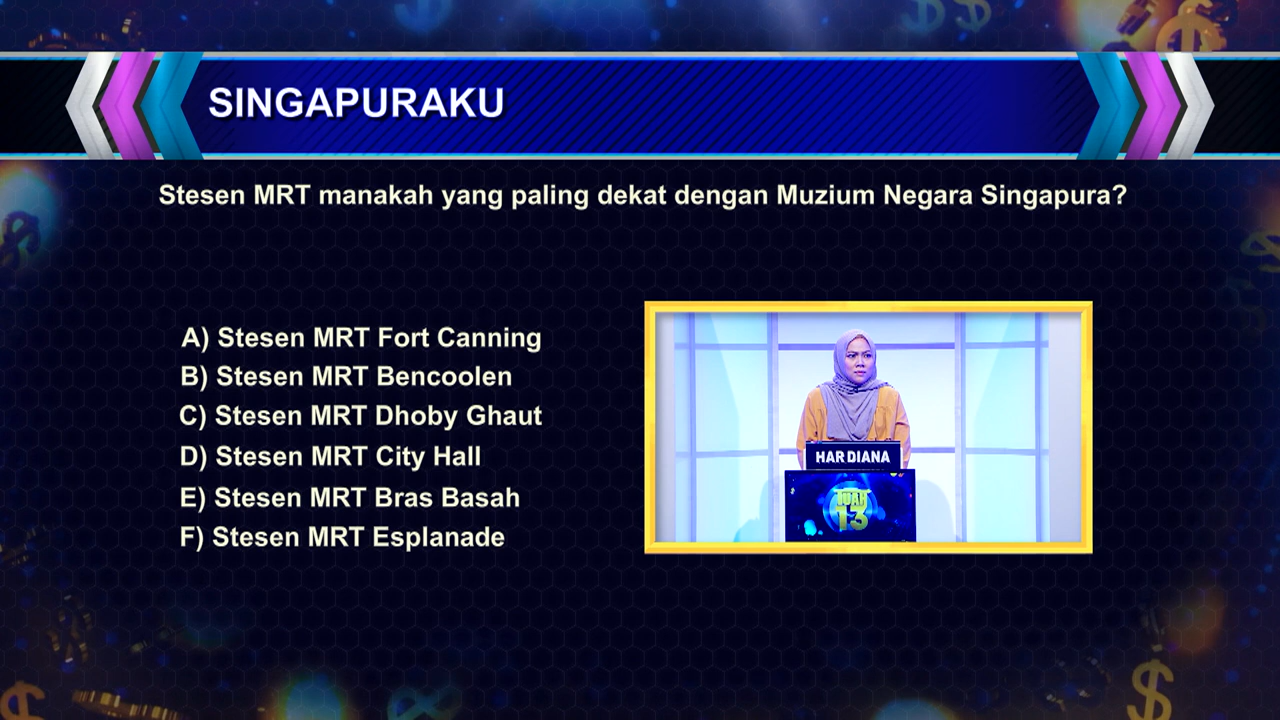 SINGAPURAKU
Stesen MRT manakah yang paling dekat dengan Muzium Negara Singapura?
A) Stesen MRT Fort Canning
B) Stesen MRT Bencoolen
C) Stesen MRT Dhoby Ghaut
D) Stesen MRT City Hall
E) Stesen MRT Bras Basah
F) Stesen MRT Esplanade
HARDIANA
TUAH
13